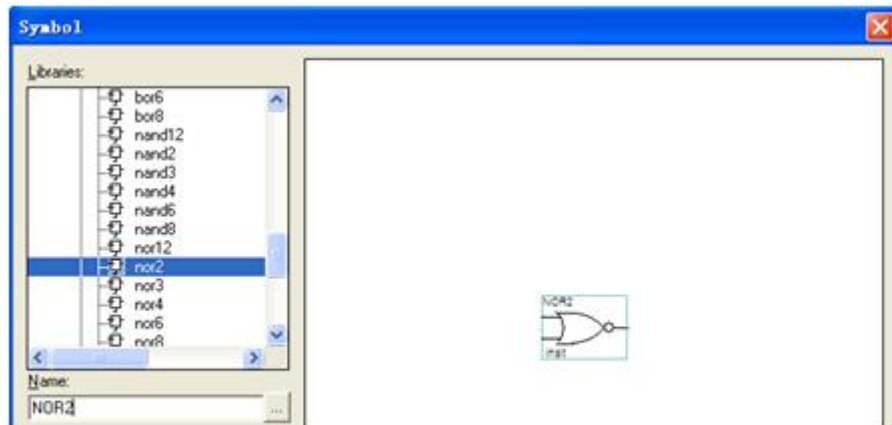 Symbol
Libraries:
bor6
bor8
nand12
nand2
nand3
nand4
nand6
nand8
nor12
nor2
nor3
nor4
nor6
nor8
Name:
NOR2
...
NOR2
inst